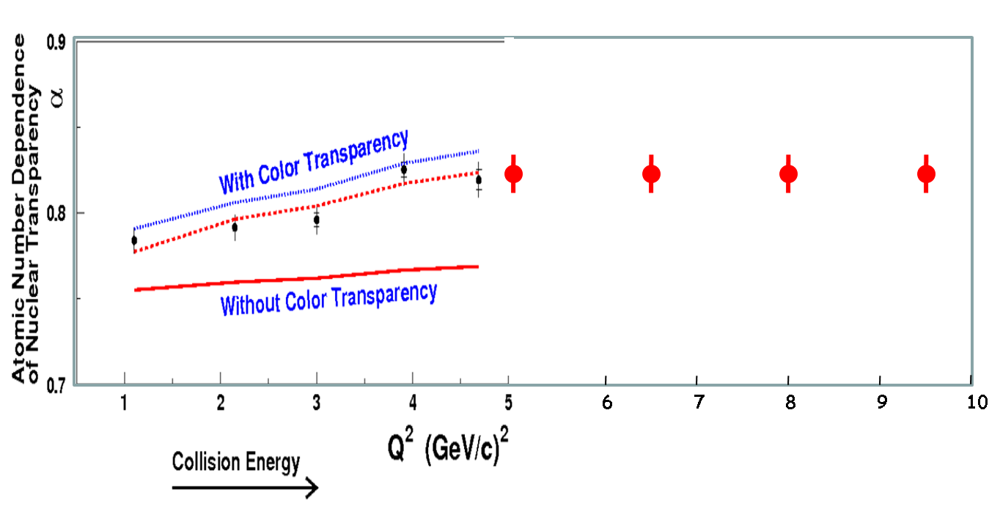 Atomic Number Dependence
of Nuclear Transparency
α
0.9
0.8
0.7
With Color Transparency
Without Color Transparency
1 2 3 4 5 6 7 8 9 10
Q² (GeV/c)²
Collision Energy